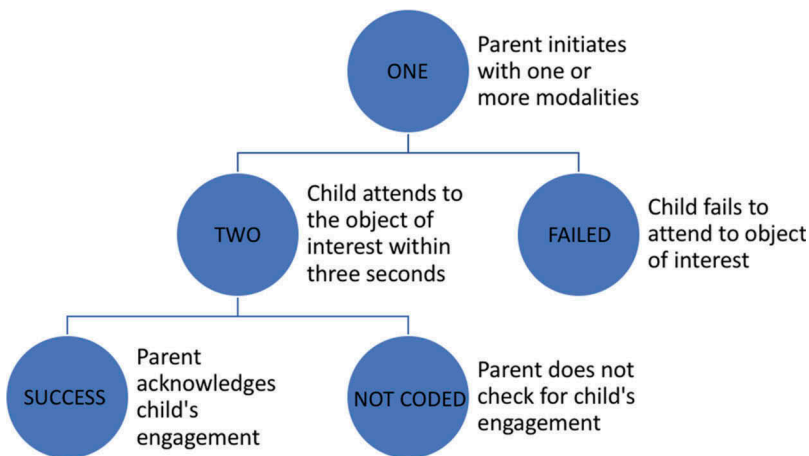 ONE
Parent initiates
with one or
more modalities
TWO
Child attends to
the object of
interest within
three seconds
FAILED
Child fails to
attend to object
of interest
SUCCESS
Parent
acknowledges
child's
engagement
NOT CODED
Parent does not
check for child's
engagement